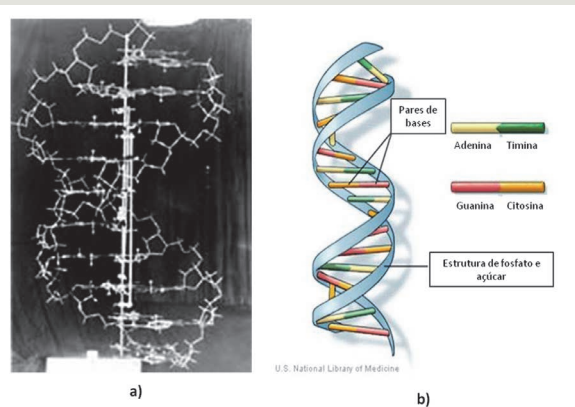 Pares de
bases
Adenina Timina
Guanina Citosina
Estrutura de fosfato e
açúcar
U.S. National Library of Medicine
a)
b)